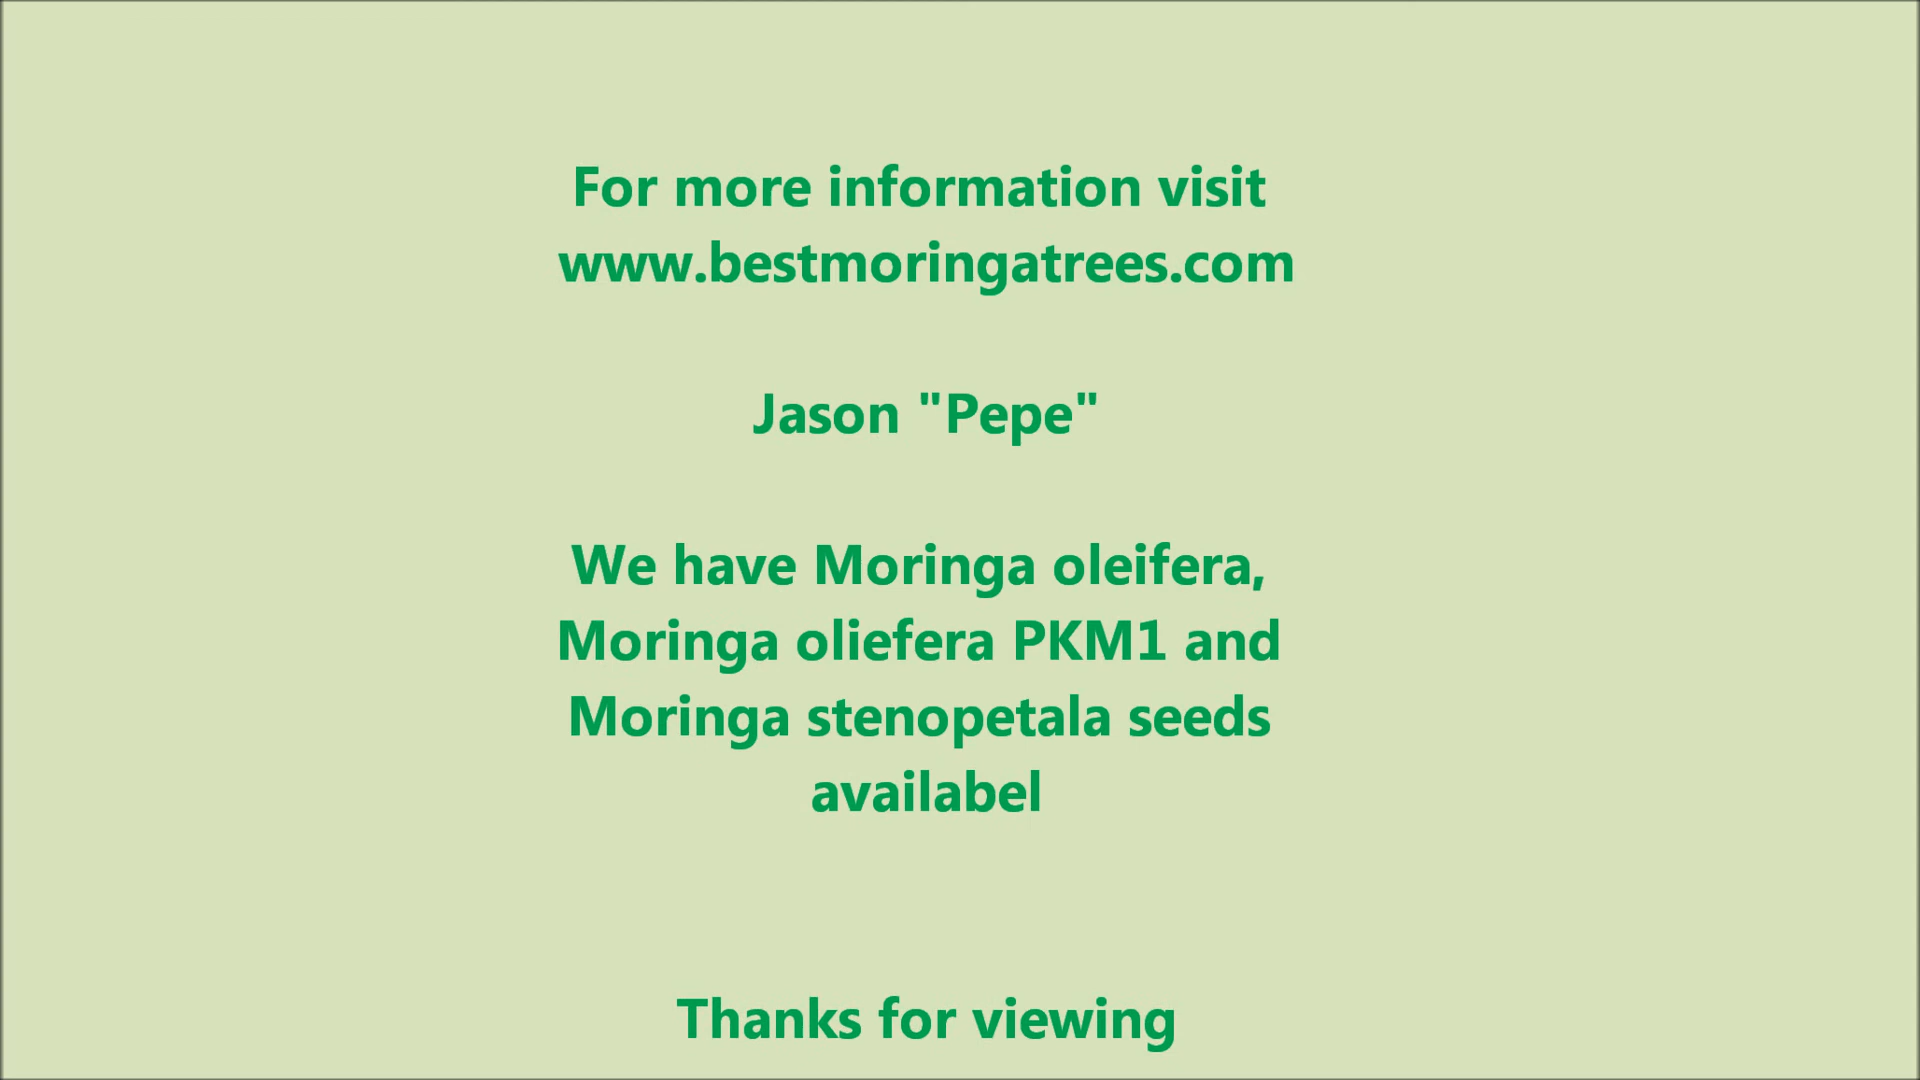 For more information visit
www.bestmoringatrees.com
Jason "Pepe"
We have Moringa oleifera,
Moringa oliefera PKM1 and
Moringa stenopetala seeds
availabel
Thanks for viewing